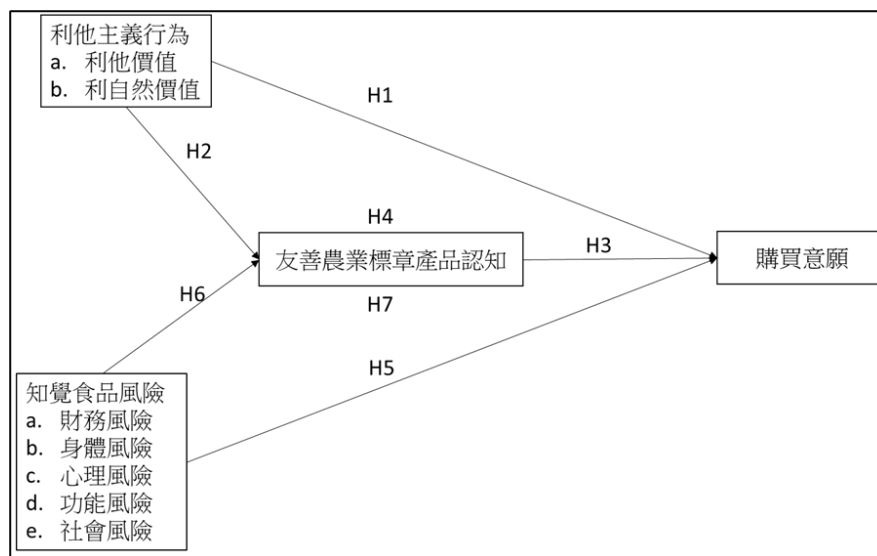 利他主義行為
a. 利他價值
b. 利自然價值
H1
H2
H4
友善農業標章產品認知
H3
購買意願
H6
H7
H5
知覺食品風險
a. 財務風險
b. 身體風險
c. 心理風險
d. 功能風險
e. 社會風險